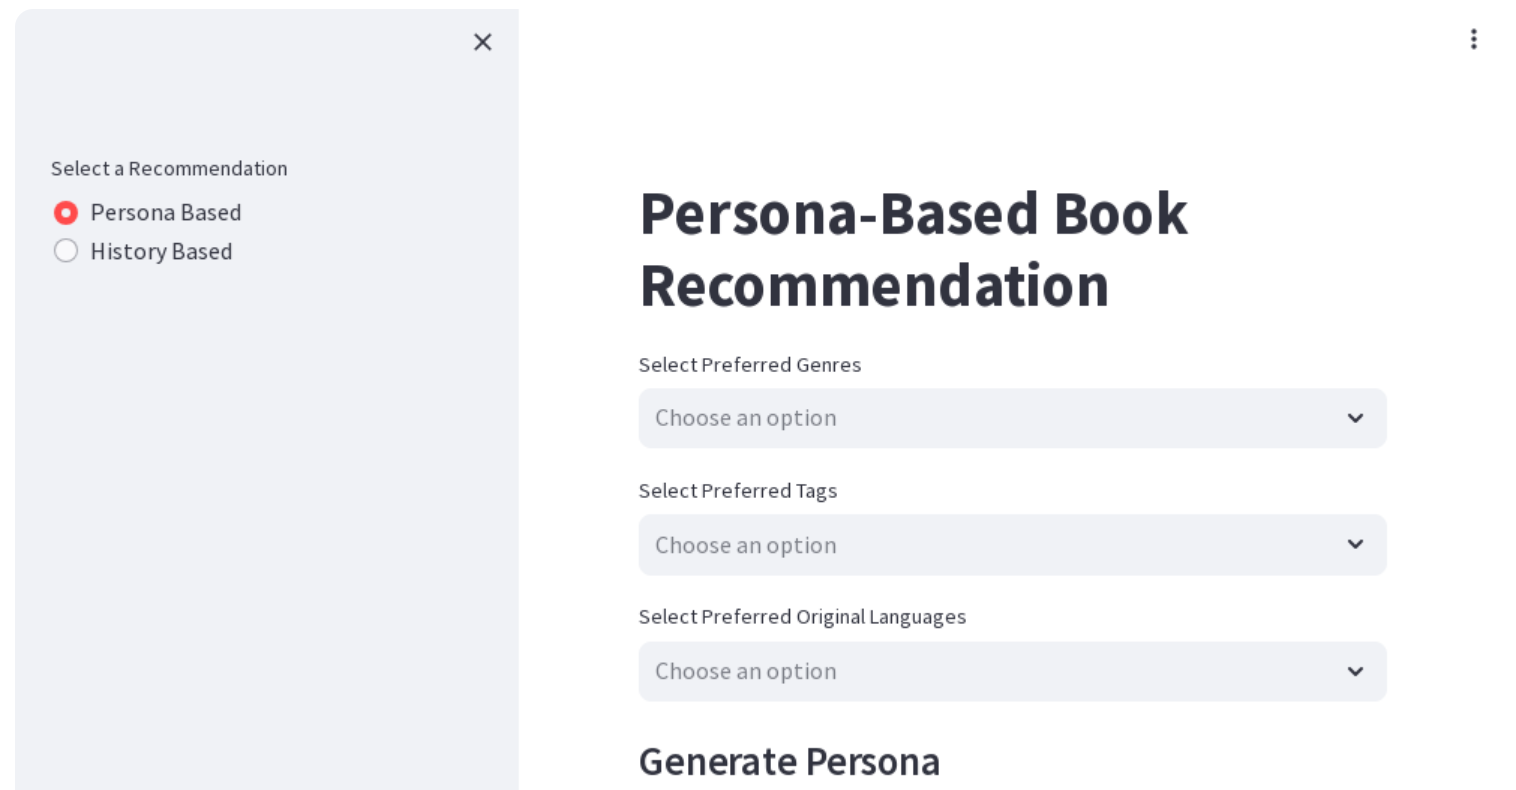 Select a Recommendation
Persona Based
History Based
Persona-Based Book
Recommendation
Select Preferred Genres
Choose an option
Select Preferred Tags
Choose an option
Select Preferred Original Languages
Choose an option
Generate Persona